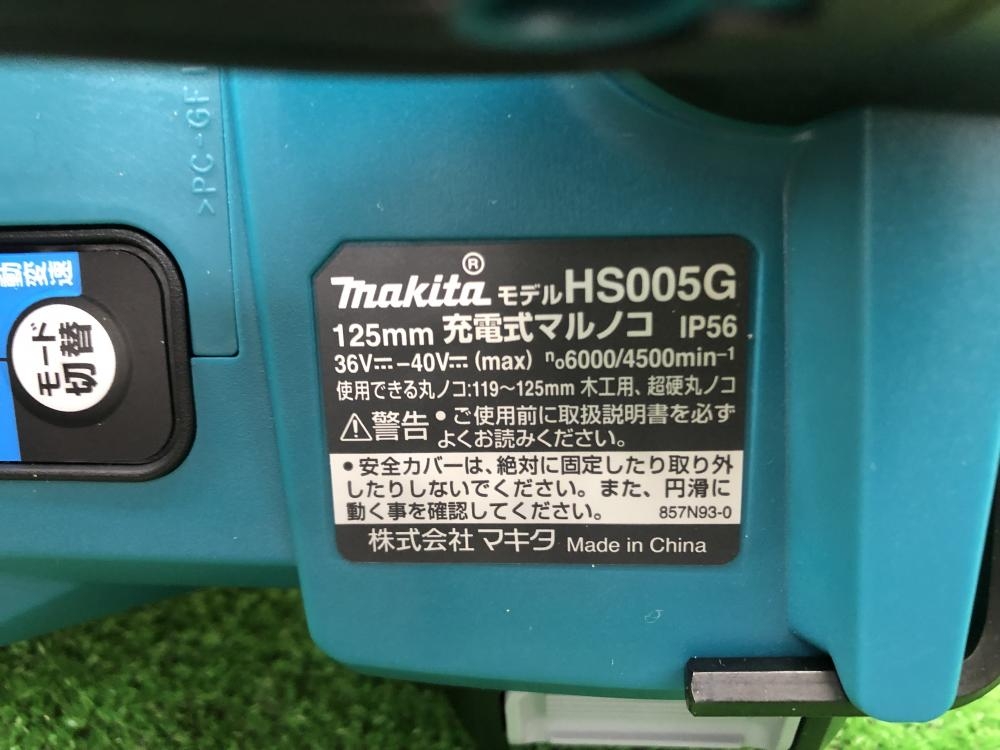 >PC-GF
動変速
モード
切替
makita® モデルHS005G
125mm 充電式マルノコ IP56
36V⎓–40V⎓(max) n₀6000/4500min⁻¹
使用できる丸ノコ:119～125mm 木工用、超硬丸ノコ
⚠警告 •ご使用前に取扱説明書を必ず
よくお読みください。
•安全カバーは、絶対に固定したり取り外
したりしないでください。また、円滑に
動く事を確認してください。 857N93-0
株式会社マキタ Made in China